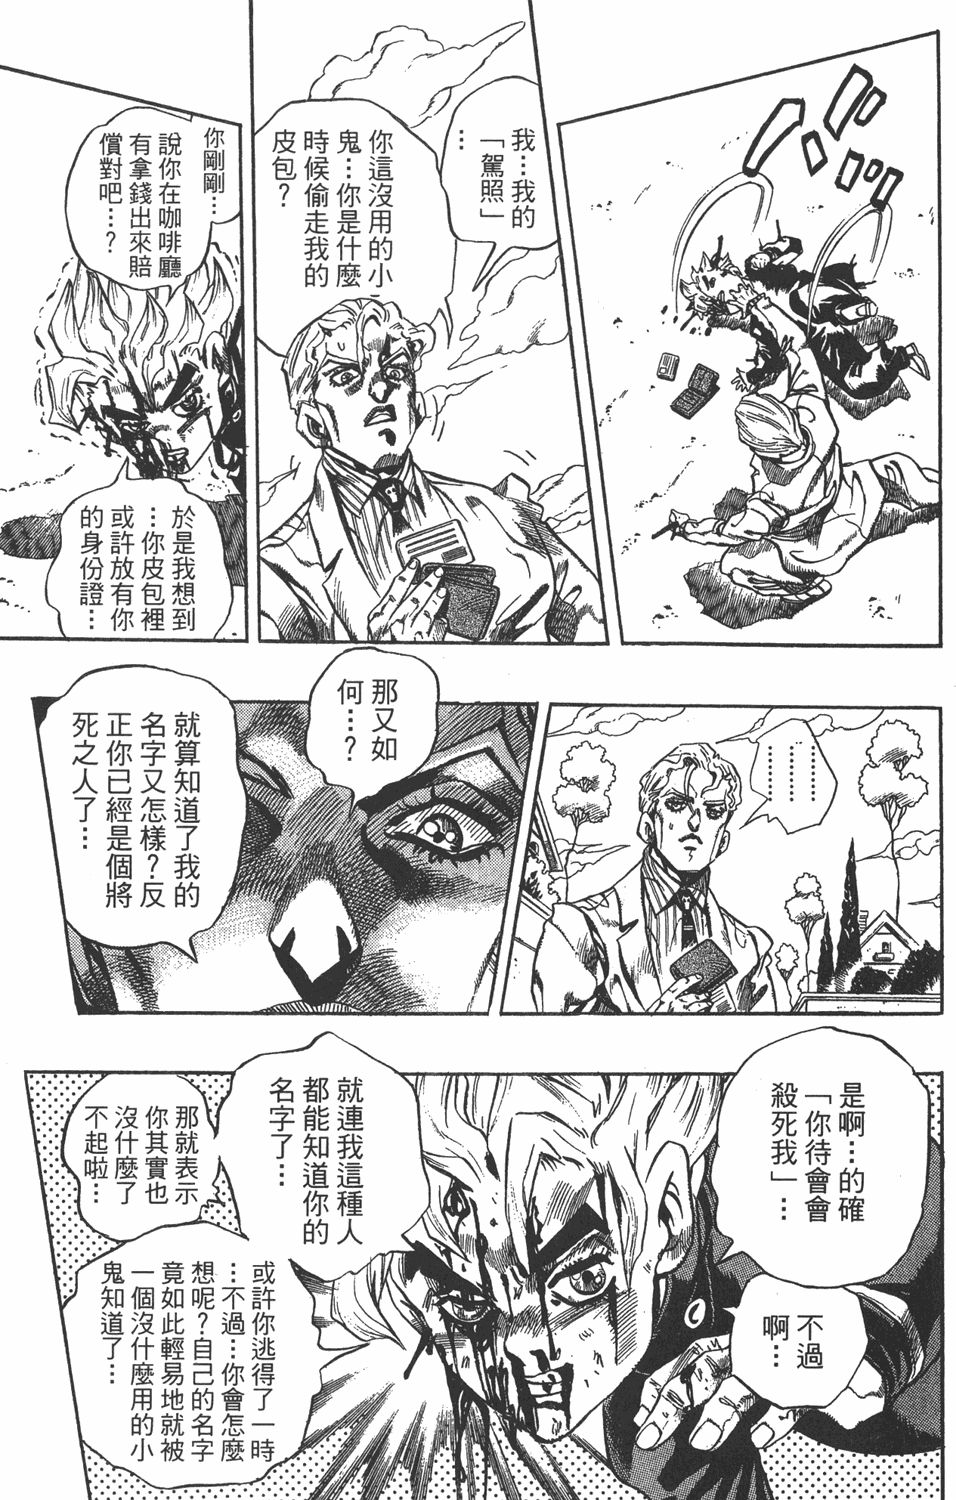 ドドド
我…我的
「駕照」
…
你這沒用的小
鬼…你是什麼
時候偷走我的
皮包?
你剛剛…
說你在咖啡廳
有拿錢出來賠
償對吧…?
於是我想到
…你皮包裡
或許放有你
的身份證…
…………
…………
那又如
何…?
就算知道了我的
名字又怎樣?反
正你已經是個將
死之人了…
是啊…的確
「你待會會
殺死我」…
不過
啊…
就連我這種人
都能知道你的
名字了…
那就表示
你其實也
沒什麼了
不起啦…
或許你逃得了一時
…不過…你會怎麼
想呢?自己的名字
竟如此輕易地就被
一個沒什麼用的小
鬼知道了…